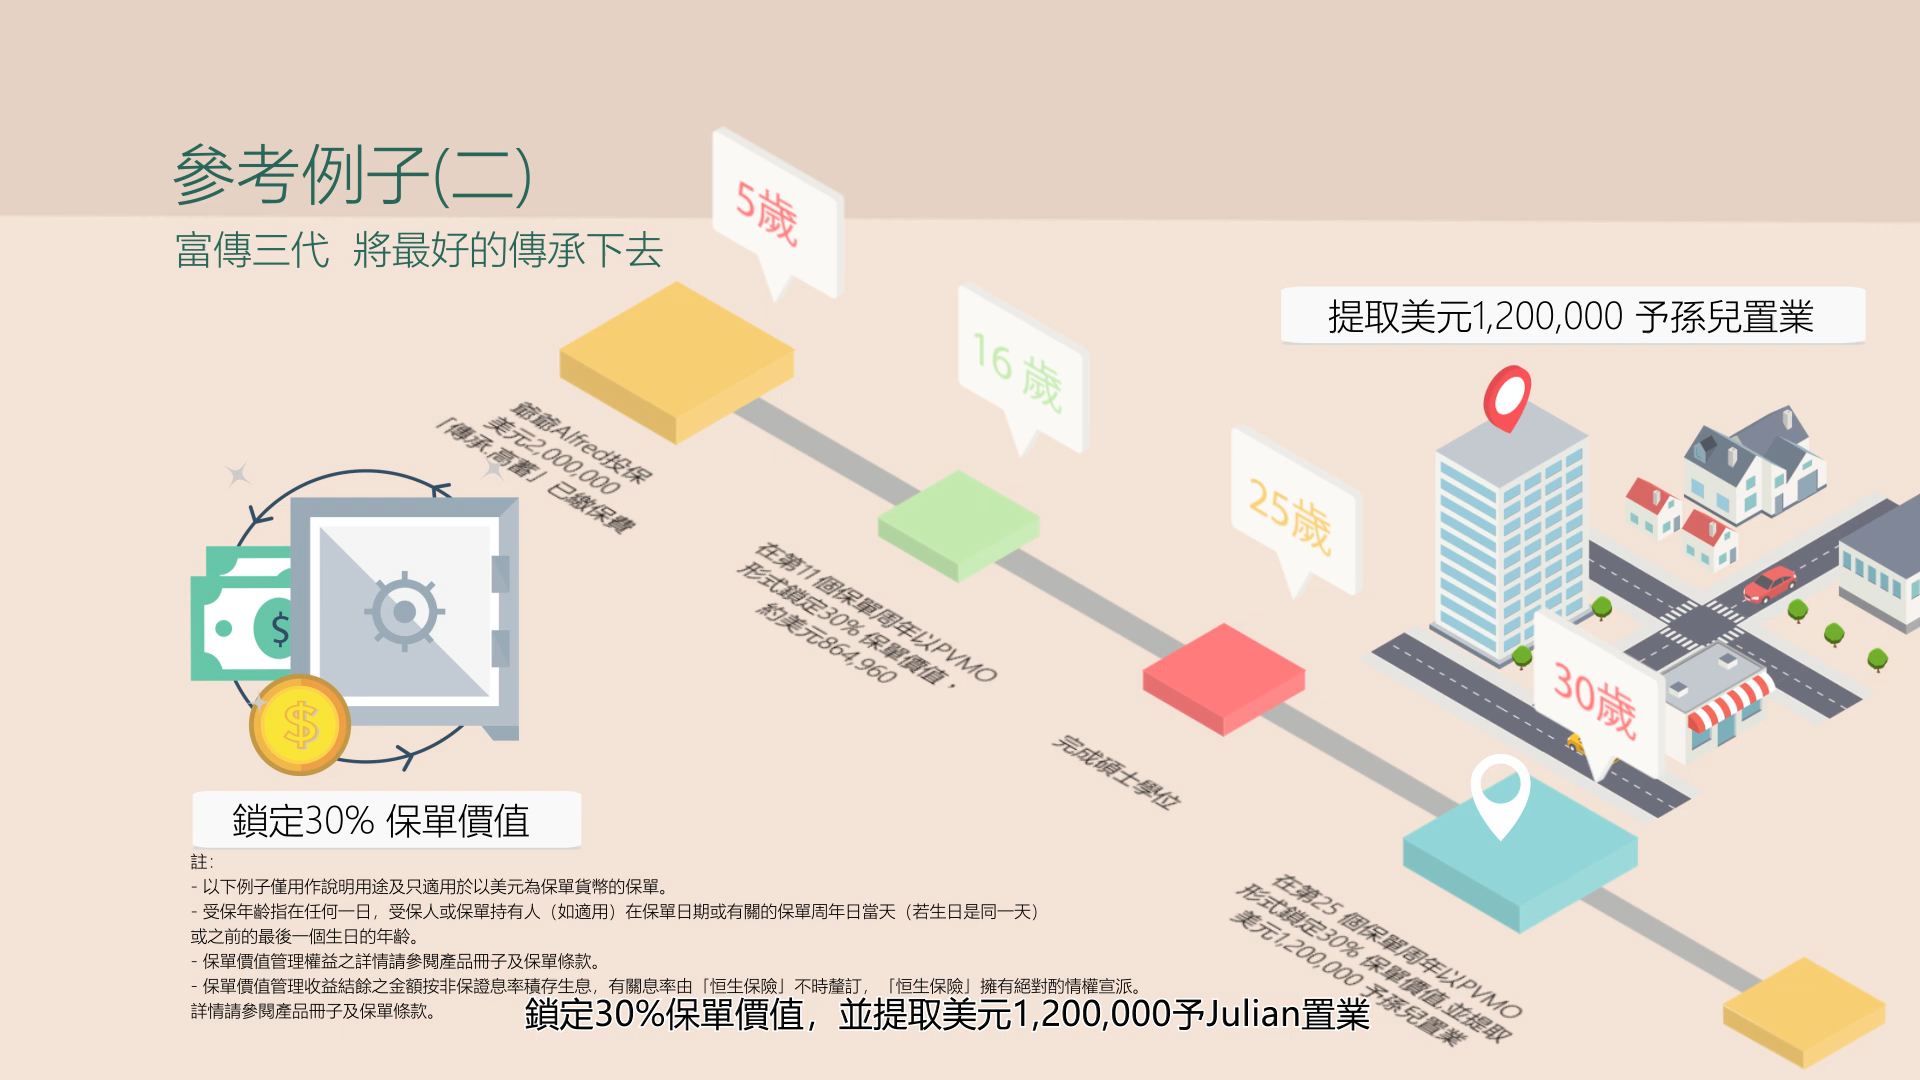 參考例子(二)
富傳三代 將最好的傳承下去
5歲
爺爺Alfred投保
美元2,000,000
「傳承.高蓄」已繳保費
16 歲
在第11個保單周年以PVMO
形式鎖定30% 保單價值，
約美元864,960
25歲
完成碩士學位
提取美元1,200,000 予孫兒置業
30歲
在第25 個保單周年以PVMO
形式鎖定30% 保單價值,並提取
美元1,200,000 予孫兒置業
鎖定30% 保單價值
註：
- 以下例子僅用作說明用途及只適用於以美元為保單貨幣的保單。
- 受保年齡指在任何一日，受保人或保單持有人（如適用）在保單日期或有關的保單周年日當天（若生日是同一天）
或之前的最後一個生日的年齡。
- 保單價值管理權益之詳情請參閱產品冊子及保單條款。
- 保單價值管理收益結餘之金額按非保證息率積存生息，有關息率由「恒生保險」不時釐訂，「恒生保險」擁有絕對酌情權宣派。
詳情請參閱產品冊子及保單條款。
鎖定30%保單價值，並提取美元1,200,000予Julian置業